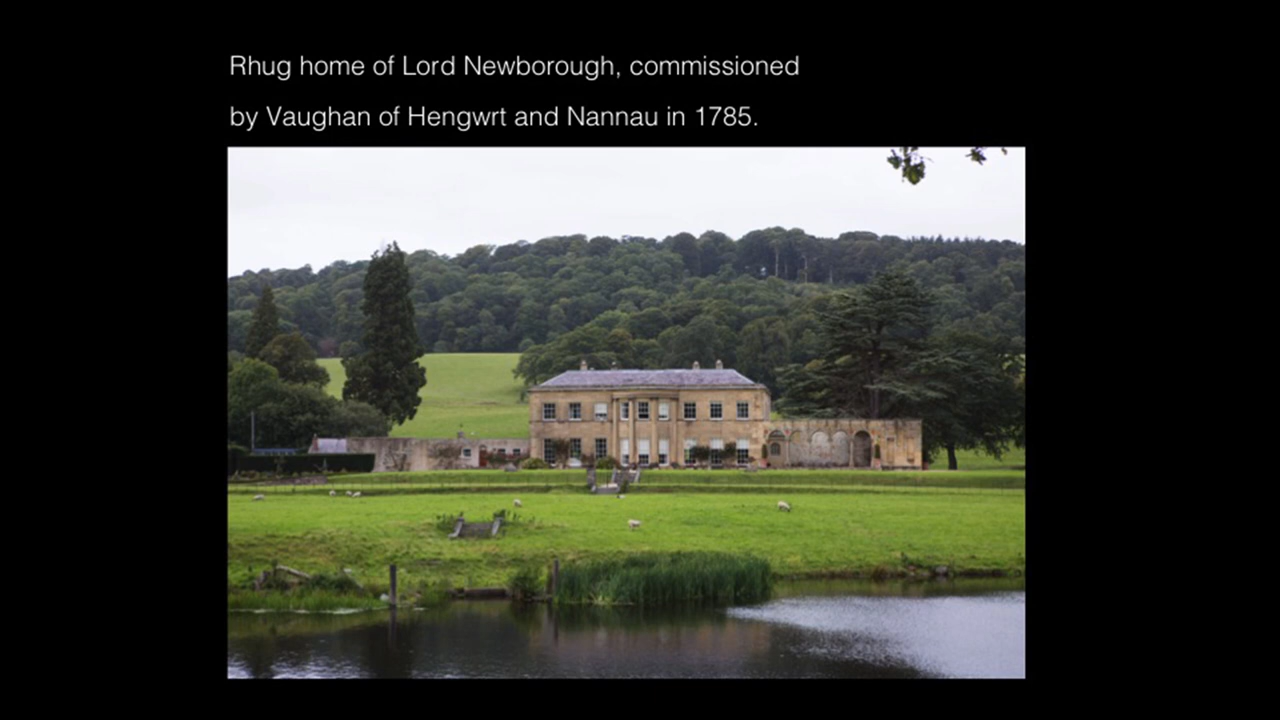 Rhug home of Lord Newborough, commissioned
by Vaughan of Hengwrt and Nannau in 1785.